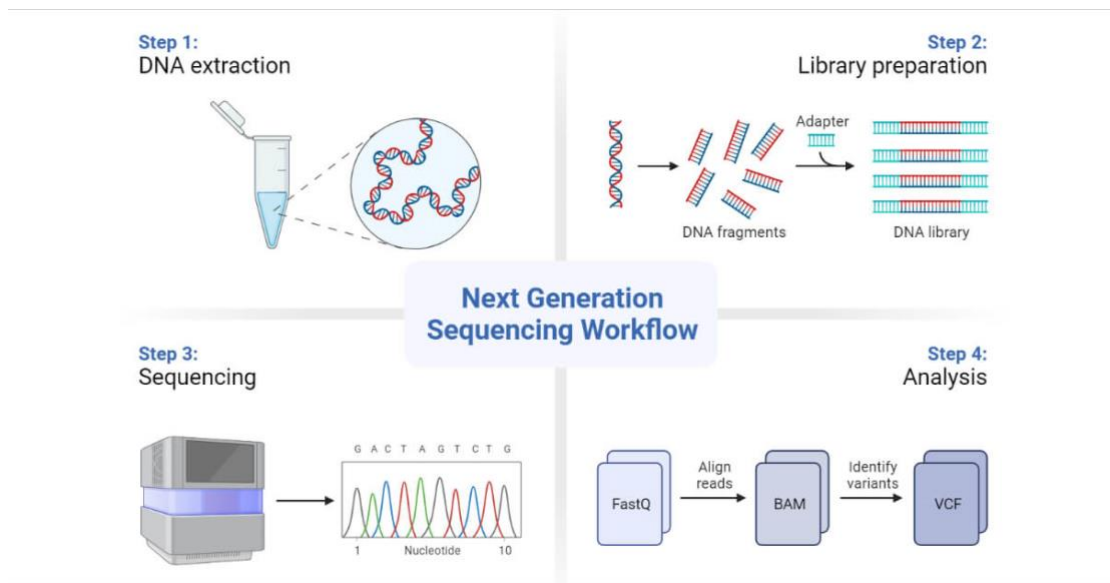 Step 1:
DNA extraction
Step 2:
Library preparation
Adapter
DNA fragments
DNA library
Next Generation
Sequencing Workflow
Step 3:
Sequencing
G A C T A G T C T G
1 Nucleotide 10
Step 4:
Analysis
FastQ
Align
reads
BAM
Identify
variants
VCF